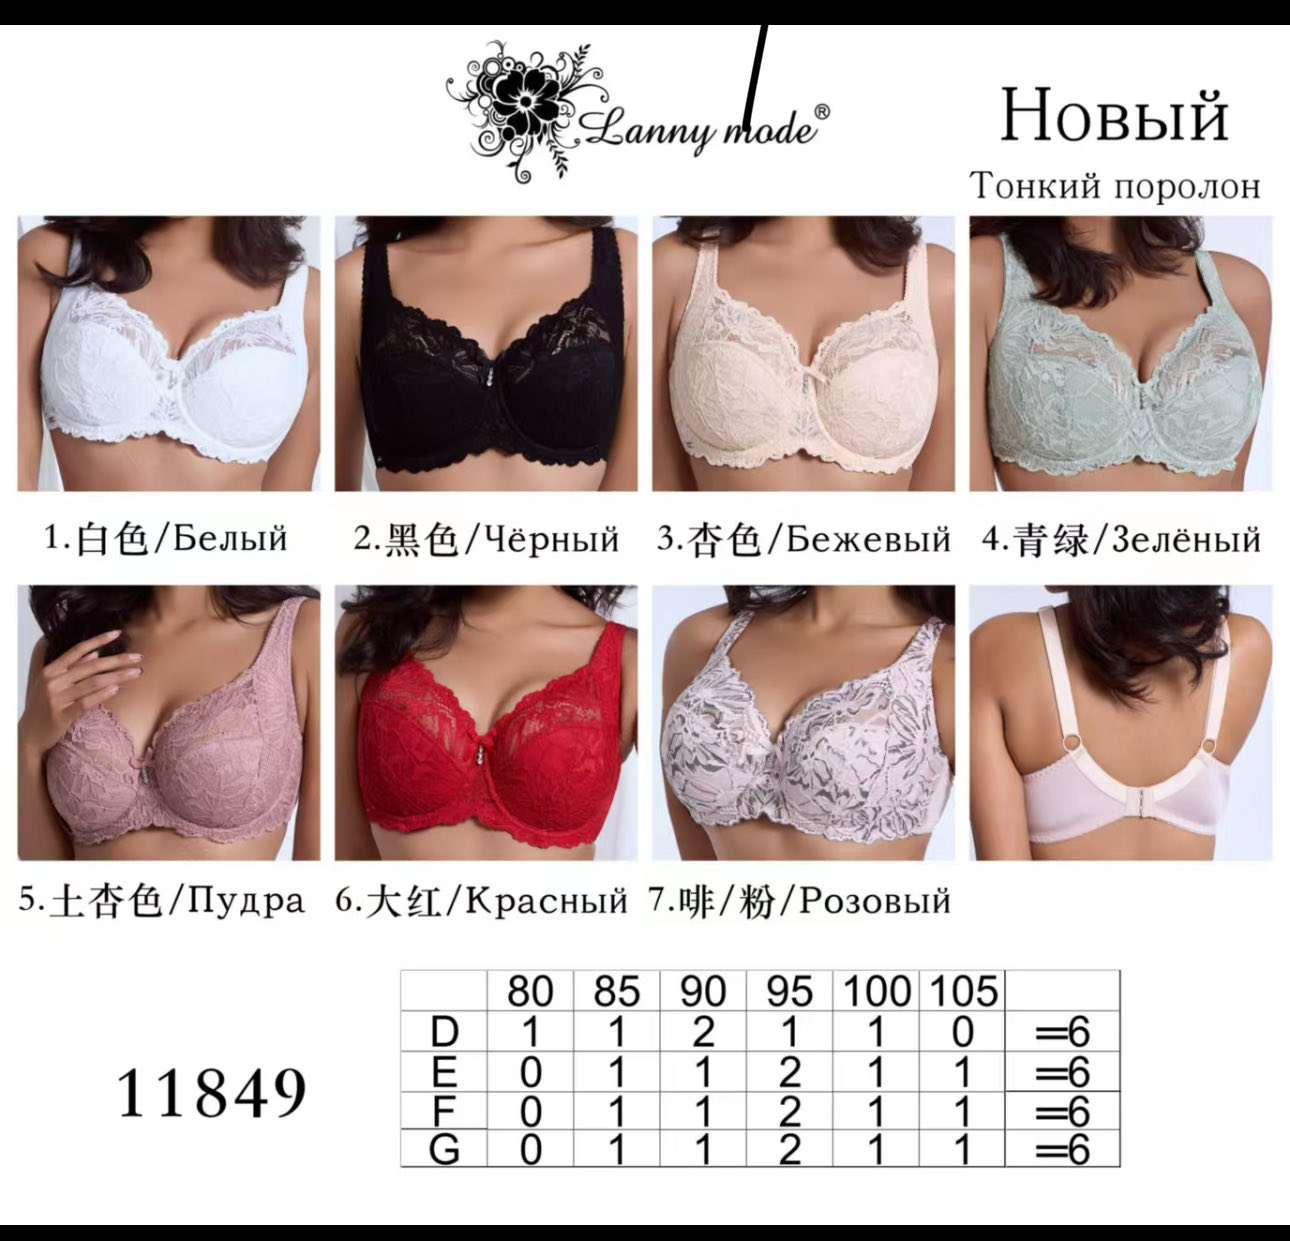 Lanny mode®
Новый
Тонкий поролон
1.白色/Белый
2.黑色/Чёрный
3.杏色/Бежевый
4.青绿/Зелёный
5.土杏色/Пудра
6.大红/Красный
7.啡/粉/Розовый
11849
80 85 90 95 100 105
D 1 1 2 1 1 0 =6
E 0 1 1 2 1 1 =6
F 0 1 1 2 1 1 =6
G 0 1 1 2 1 1 =6